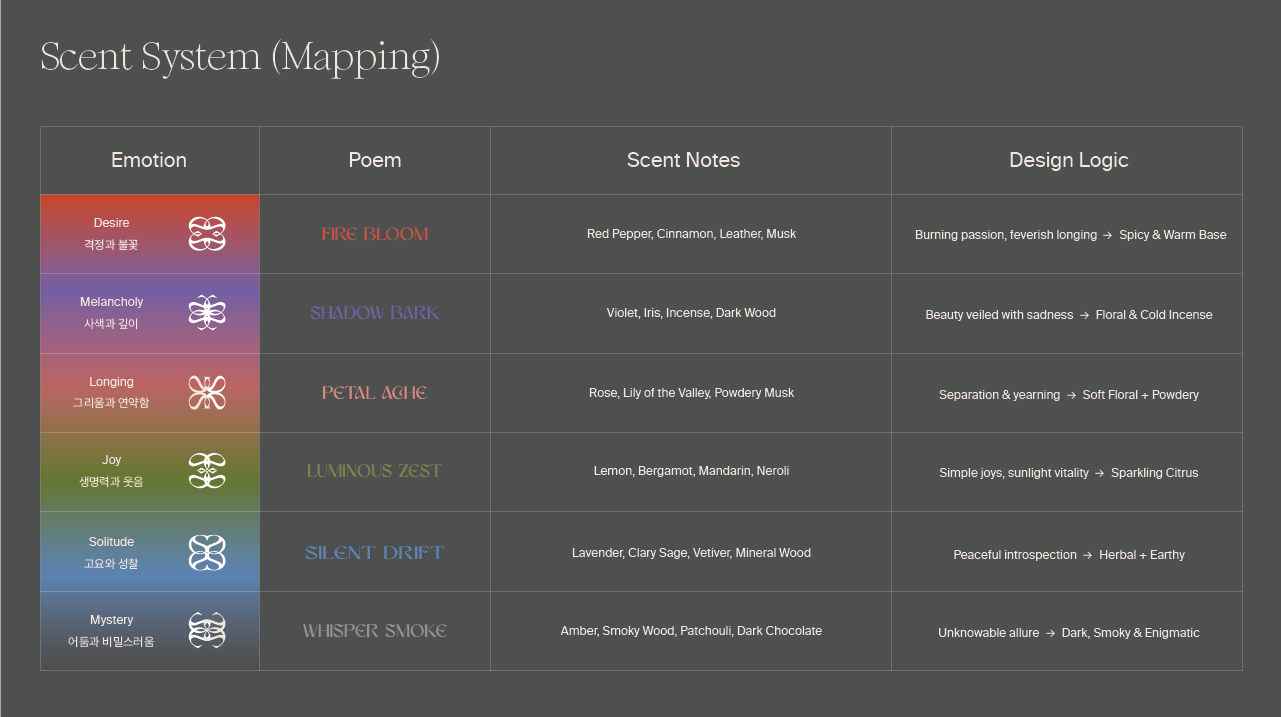 Scent System (Mapping)
Emotion
Poem
Scent Notes
Design Logic
Desire
격정과 불꽃
FIRE BLOOM
Red Pepper, Cinnamon, Leather, Musk
Burning passion, feverish longing → Spicy & Warm Base
Melancholy
사색과 깊이
SHADOW BARK
Violet, Iris, Incense, Dark Wood
Beauty veiled with sadness → Floral & Cold Incense
Longing
그리움과 연약함
PETAL ACHE
Rose, Lily of the Valley, Powdery Musk
Separation & yearning → Soft Floral + Powdery
Joy
생명력과 웃음
LUMINOUS ZEST
Lemon, Bergamot, Mandarin, Neroli
Simple joys, sunlight vitality → Sparkling Citrus
Solitude
고요와 성찰
SILENT DRIFT
Lavender, Clary Sage, Vetiver, Mineral Wood
Peaceful introspection → Herbal + Earthy
Mystery
어둠과 비밀스러움
WHISPER SMOKE
Amber, Smoky Wood, Patchouli, Dark Chocolate
Unknowable allure → Dark, Smoky & Enigmatic